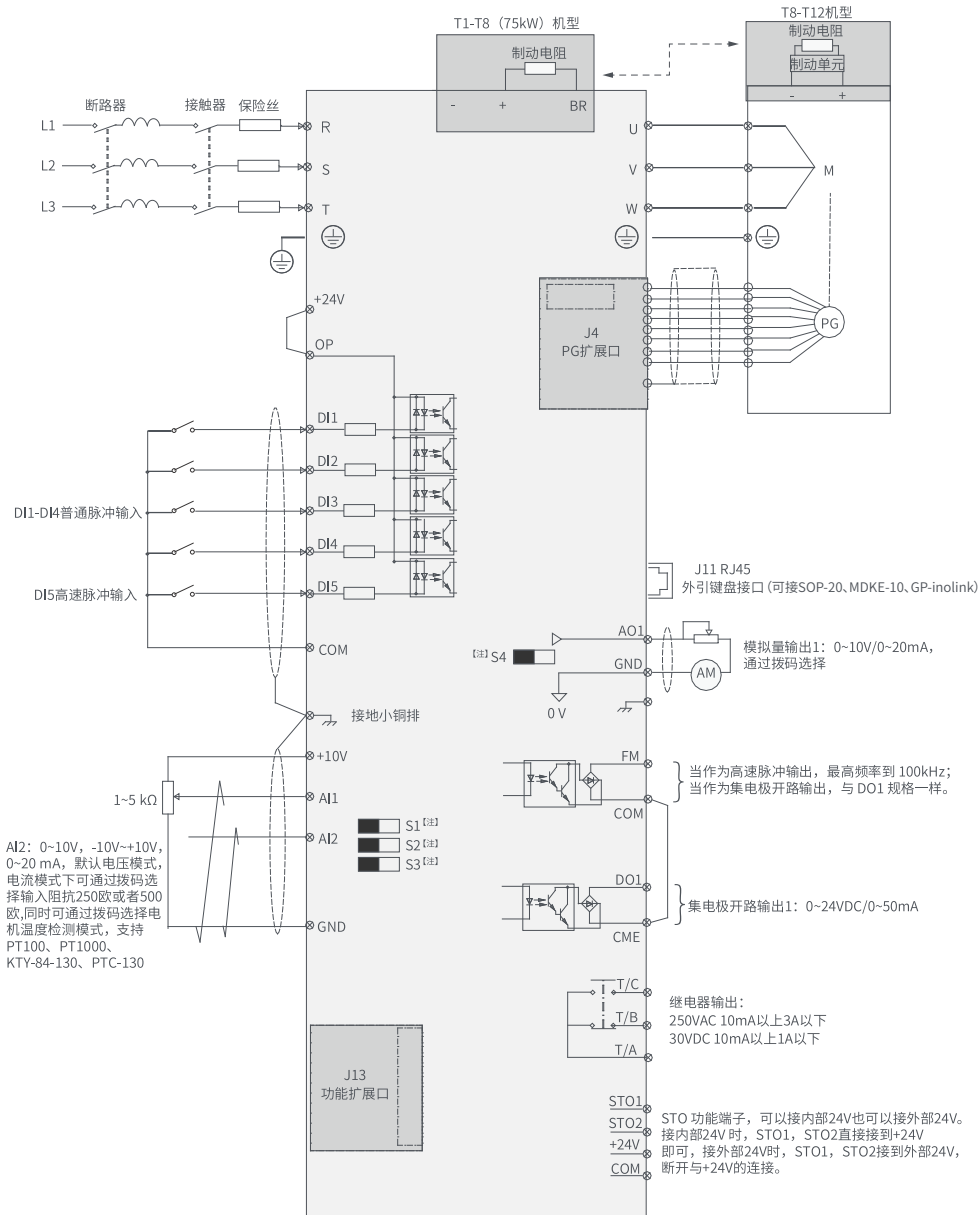 T1-T8（75kW）机型
T8-T12机型
制动电阻
制动电阻
制动单元
-
+
BR
-
+
断路器
接触器
保险丝
L1
R
U
L2
S
V
M
L3
T
W
+24V
OP
J4
PG扩展口
PG
DI1
DI2
DI3
DI1-DI4普通脉冲输入
DI4
DI5
DI5高速脉冲输入
COM
J11 RJ45
外引键盘接口（可接SOP-20、MDKE-10、GP-inolink）
AO1
【注】S4
GND
AM
0 V
模拟量输出1：0~10V/0~20mA，
通过拨码选择
接地小铜排
+10V
1~5 kΩ
AI1
AI2
S1【注】
S2【注】
S3【注】
AI2：0~10V，-10V~+10V，
0~20 mA，默认电压模式，
电流模式下可通过拨码选
择输入阻抗250欧或者500
欧,同时可通过拨码选择电
机温度检测模式，支持
PT100、PT1000、
KTY-84-130、PTC-130
GND
FM
COM
当作为高速脉冲输出，最高频率到 100kHz；
当作为集电极开路输出，与 DO1 规格一样。
DO1
CME
集电极开路输出1：0~24VDC/0~50mA
T/C
T/B
T/A
继电器输出：
250VAC 10mA以上3A以下
30VDC 10mA以上1A以下
J13
功能扩展口
STO1
STO2
+24V
COM
STO 功能端子，可以接内部24V也可以接外部24V。
接内部24V 时，STO1，STO2直接接到+24V
即可，接外部24V时，STO1，STO2接到外部24V，
断开与+24V的连接。